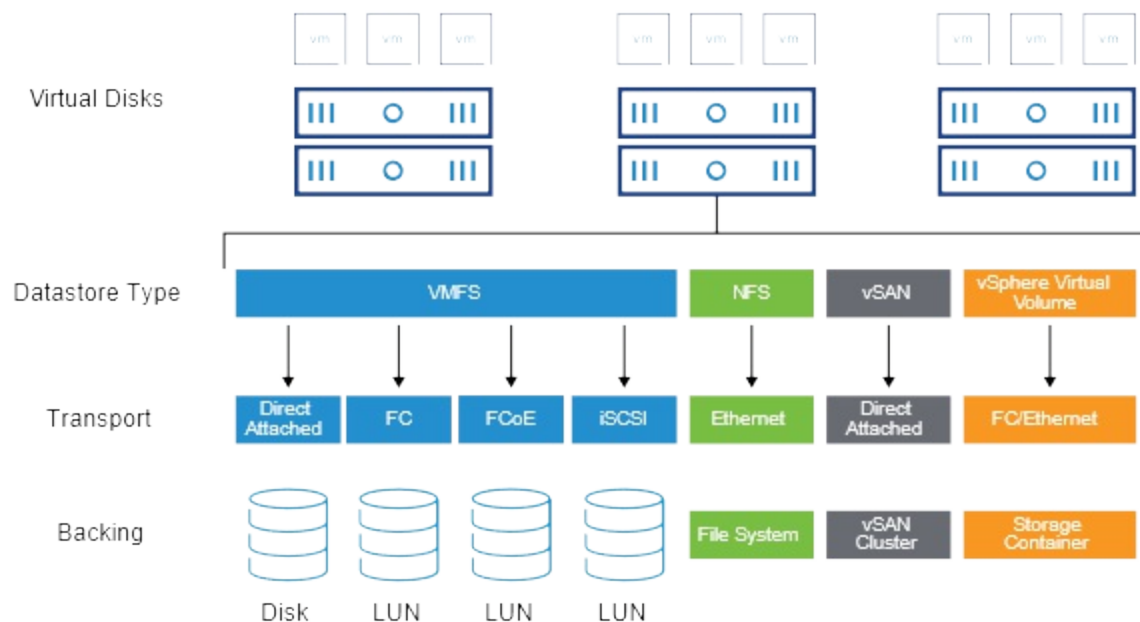 vm vm vm vm vm vm vm vm vm
Virtual Disks
Datastore Type
VMFS
NFS
vSAN
vSphere Virtual
Volume
Transport
Direct
Attached
FC
FCoE
iSCSI
Ethernet
Direct
Attached
FC/Ethernet
Backing
File System
vSAN
Cluster
Storage
Container
Disk
LUN
LUN
LUN